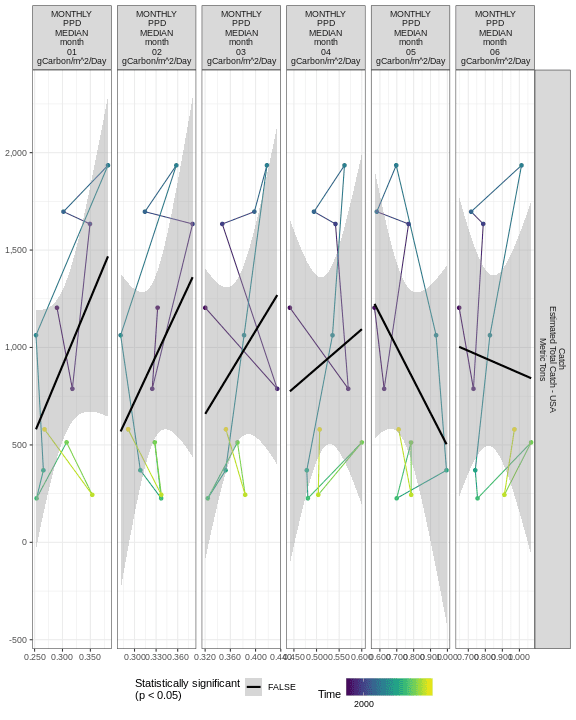 MONTHLY
PPD
MEDIAN
month
01
gCarbon/m^2/Day
MONTHLY
PPD
MEDIAN
month
02
gCarbon/m^2/Day
MONTHLY
PPD
MEDIAN
month
03
gCarbon/m^2/Day
MONTHLY
PPD
MEDIAN
month
04
gCarbon/m^2/Day
MONTHLY
PPD
MEDIAN
month
05
gCarbon/m^2/Day
MONTHLY
PPD
MEDIAN
month
06
gCarbon/m^2/Day
2,000
1,500
1,000
500
0
-500
Catch
Estimated Total Catch - USA
Metric Tons
0.250 0.300 0.350
0.300 0.330 0.360
0.320 0.360 0.400
0.500 0.550
0.700 0.800 0.900
0.800 0.900 1.000
Statistically significant
(p < 0.05)
FALSE
Time
2000